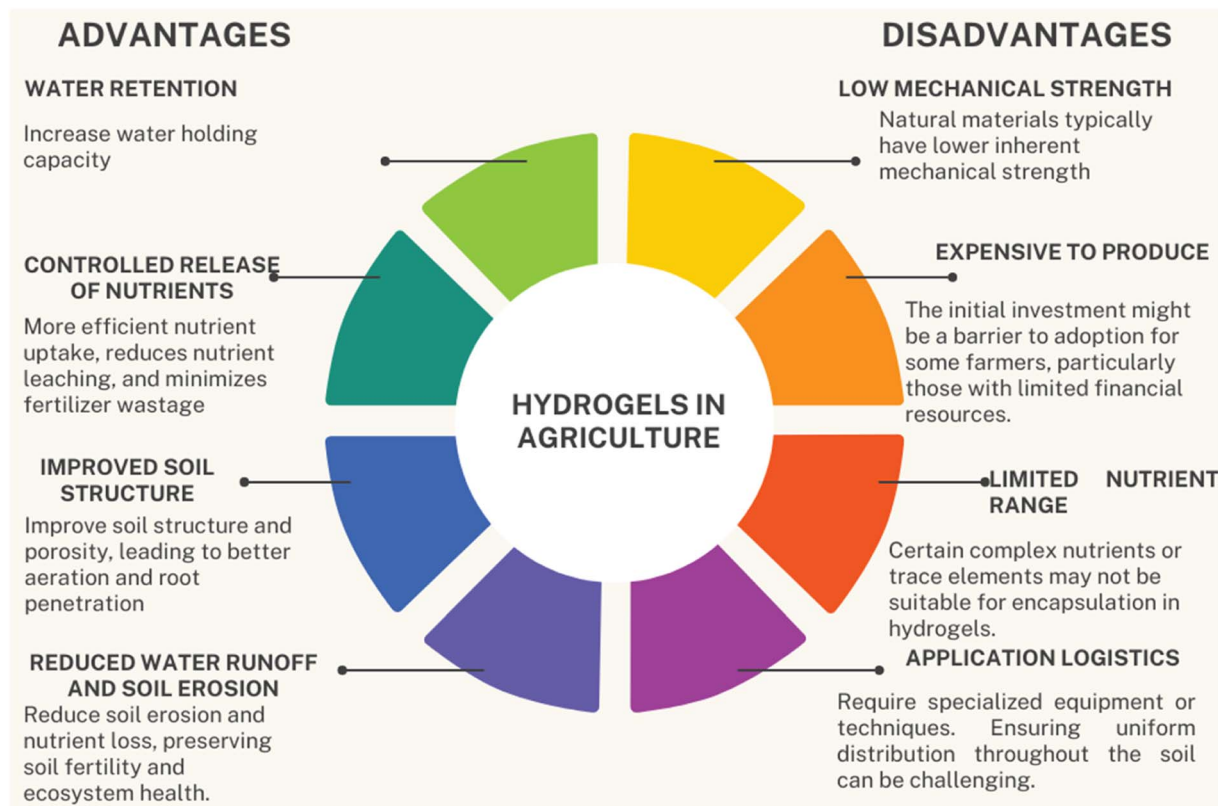 ADVANTAGES
WATER RETENTION
Increase water holding
capacity
CONTROLLED RELEASE
OF NUTRIENTS
More efficient nutrient
uptake, reduces nutrient
leaching, and minimizes
fertilizer wastage
IMPROVED SOIL
STRUCTURE
Improve soil structure and
porosity, leading to better
aeration and root
penetration
REDUCED WATER RUNOFF
AND SOIL EROSION
Reduce soil erosion and
nutrient loss, preserving
soil fertility and
ecosystem health.
HYDROGELS IN
AGRICULTURE
DISADVANTAGES
LOW MECHANICAL STRENGTH
Natural materials typically
have lower inherent
mechanical strength
EXPENSIVE TO PRODUCE
The initial investment might
be a barrier to adoption for
some farmers, particularly
those with limited financial
resources.
LIMITED NUTRIENT
RANGE
Certain complex nutrients or
trace elements may not be
suitable for encapsulation in
hydrogels.
APPLICATION LOGISTICS
Require specialized equipment or
techniques. Ensuring uniform
distribution throughout the soil
can be challenging.